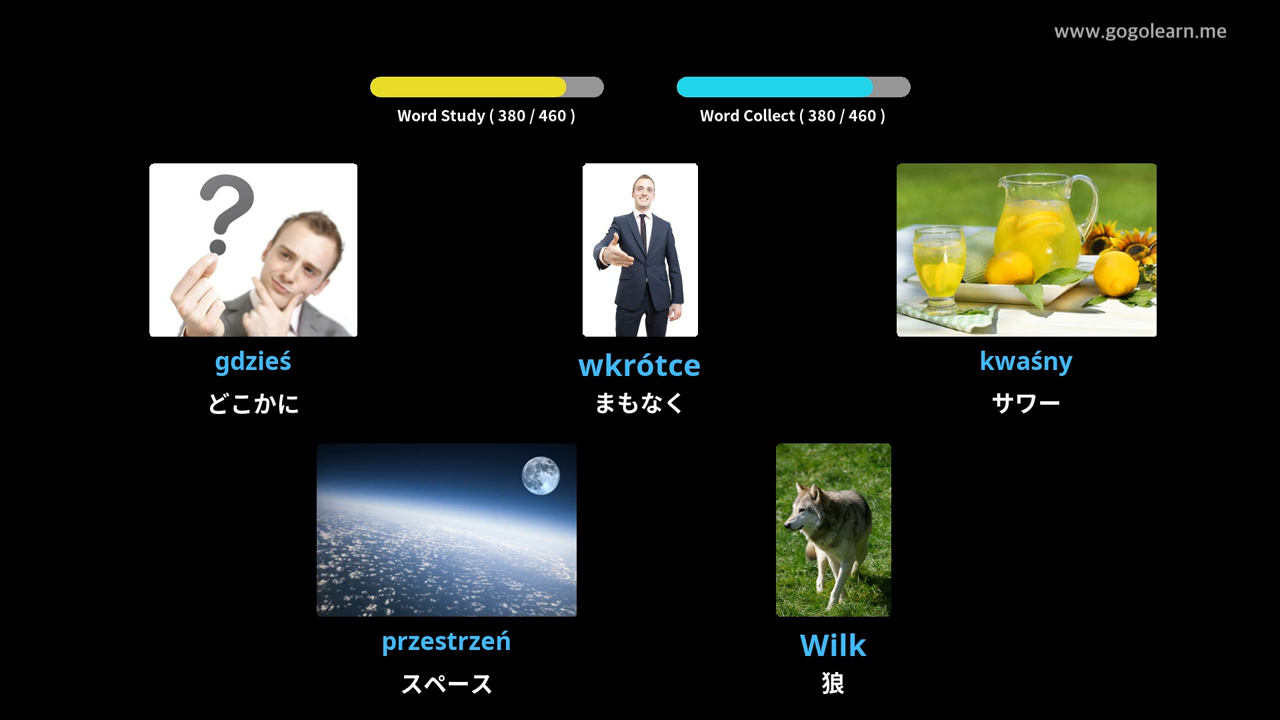 www.gogolearn.me
Word Study ( 380 / 460 )
Word Collect ( 380 / 460 )
gdzieś
どこかに
wkrótce
まもなく
kwaśny
サワー
przestrzeń
スペース
Wilk
狼